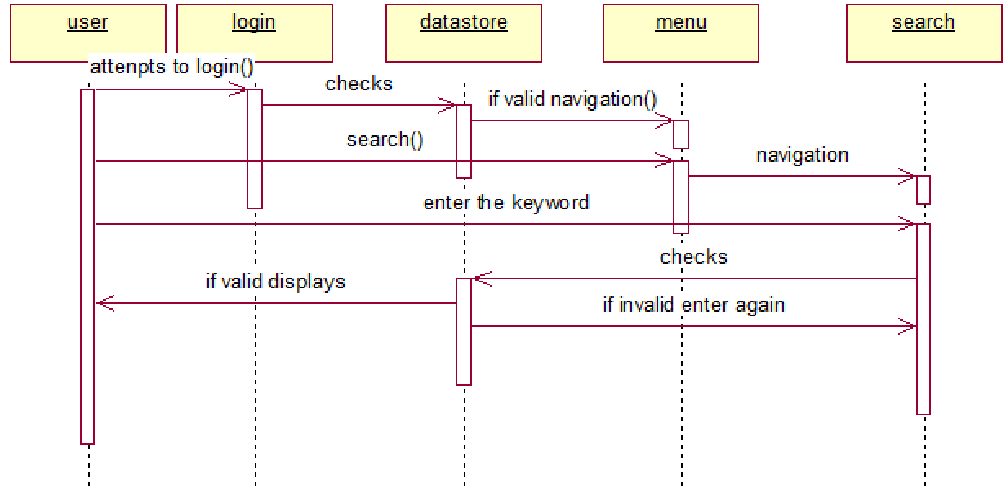 user
login
datastore
menu
search
attenpts to login()
checks
if valid navigation()
search()
navigation
enter the keyword
checks
if valid displays
if invalid enter again